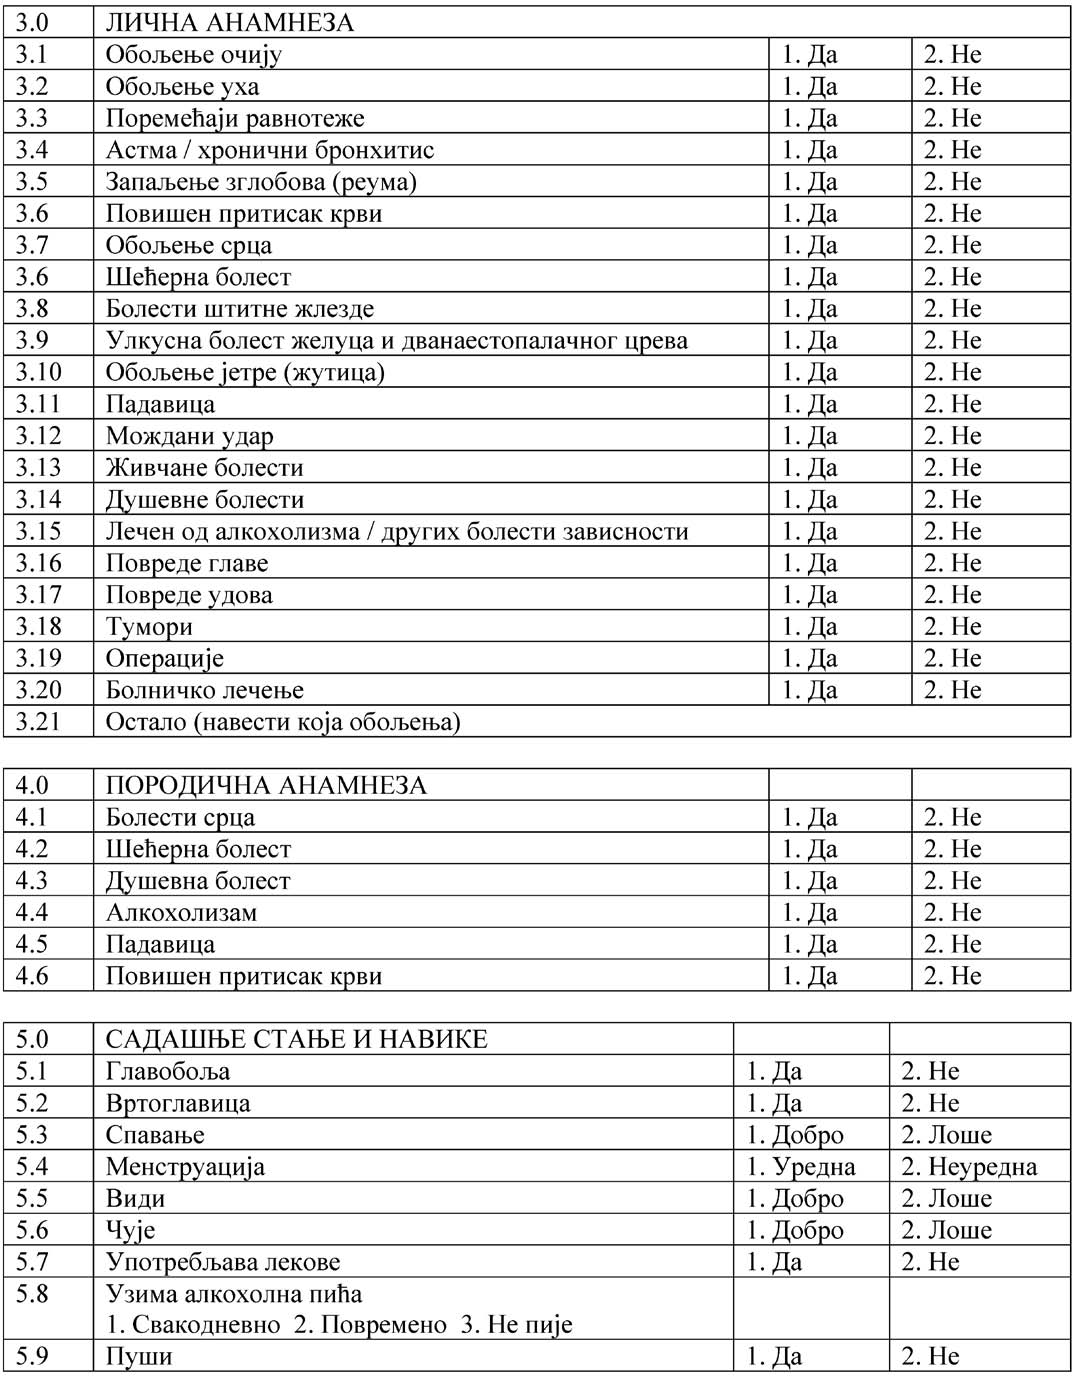 3.0 ЛИЧНА АНАМНЕЗА
3.1 Обољење очију 1. Да 2. Не
3.2 Обољење уха 1. Да 2. Не
3.3 Поремећаји равнотеже 1. Да 2. Не
3.4 Астма / хронични бронхитис 1. Да 2. Не
3.5 Запаљење зглобова (реума) 1. Да 2. Не
3.6 Повишен притисак крви 1. Да 2. Не
3.7 Обољење срца 1. Да 2. Не
3.6 Шећерна болест 1. Да 2. Не
3.8 Болести штитне жлезде 1. Да 2. Не
3.9 Улкусна болест желуца и дванаестопалачног црева 1. Да 2. Не
3.10 Обољење јетре (жутица) 1. Да 2. Не
3.11 Падавица 1. Да 2. Не
3.12 Мождани удар 1. Да 2. Не
3.13 Живчане болести 1. Да 2. Не
3.14 Душевне болести 1. Да 2. Не
3.15 Лечен од алкохолизма / других болести зависности 1. Да 2. Не
3.16 Повреде главе 1. Да 2. Не
3.17 Повреде удова 1. Да 2. Не
3.18 Тумори 1. Да 2. Не
3.19 Операције 1. Да 2. Не
3.20 Болничко лечење 1. Да 2. Не
3.21 Остало (навести која обољења)
4.0 ПОРОДИЧНА АНАМНЕЗА
4.1 Болести срца 1. Да 2. Не
4.2 Шећерна болест 1. Да 2. Не
4.3 Душевна болест 1. Да 2. Не
4.4 Алкохолизам 1. Да 2. Не
4.5 Падавица 1. Да 2. Не
4.6 Повишен притисак крви 1. Да 2. Не
5.0 САДАШЊЕ СТАЊЕ И НАВИКЕ
5.1 Главобоља 1. Да 2. Не
5.2 Вртоглавица 1. Да 2. Не
5.3 Спавање 1. Добро 2. Лоше
5.4 Менструација 1. Уредна 2. Неуредна
5.5 Види 1. Добро 2. Лоше
5.6 Чује 1. Добро 2. Лоше
5.7 Употребљава лекове 1. Да 2. Не
5.8 Узима алкохолна пића
1. Свакодневно 2. Повремено 3. Не пије
5.9 Пуши 1. Да 2. Не